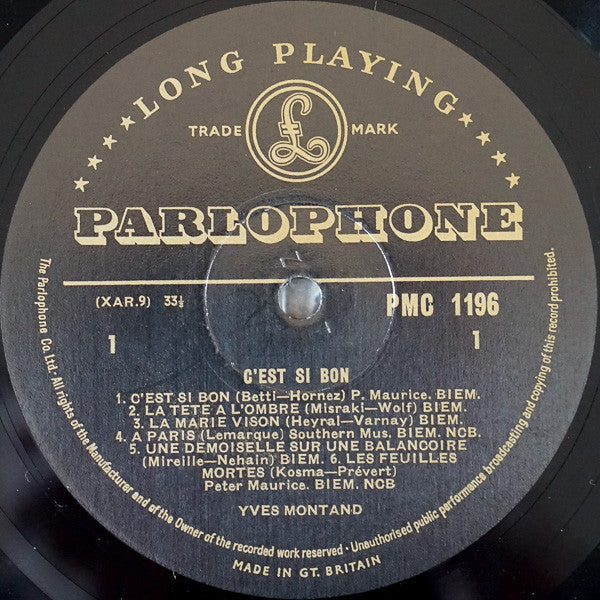 ★★★★★ LONG PLAYING ★★★★★
TRADE £ MARK
PARLOPHONE
(XAR.9) 33⅓ PMC 1196
1 1
C'EST SI BON
1. C'EST SI BON (Betti—Hornez) P. Maurice. BIEM.
2. LA TETE A L'OMBRE (Misraki—Wolf) BIEM.
3. LA MARIE VISON (Heyral—Varnay) BIEM.
4. A PARIS (Lemarque) Southern Mus. BIEM. NCB.
5. UNE DEMOISELLE SUR UNE BALANCOIRE
(Mireille—Nehain) BIEM. 6. LES FEUILLES
MORTES (Kosma—Prévert)
Peter Maurice. BIEM. NCB
YVES MONTAND
The Parlophone Co. Ltd · All rights of the Manufacturer and of the Owner of the recorded work reserved · Unauthorised public performance broadcasting and copying of this record prohibited.
MADE IN GT. BRITAIN